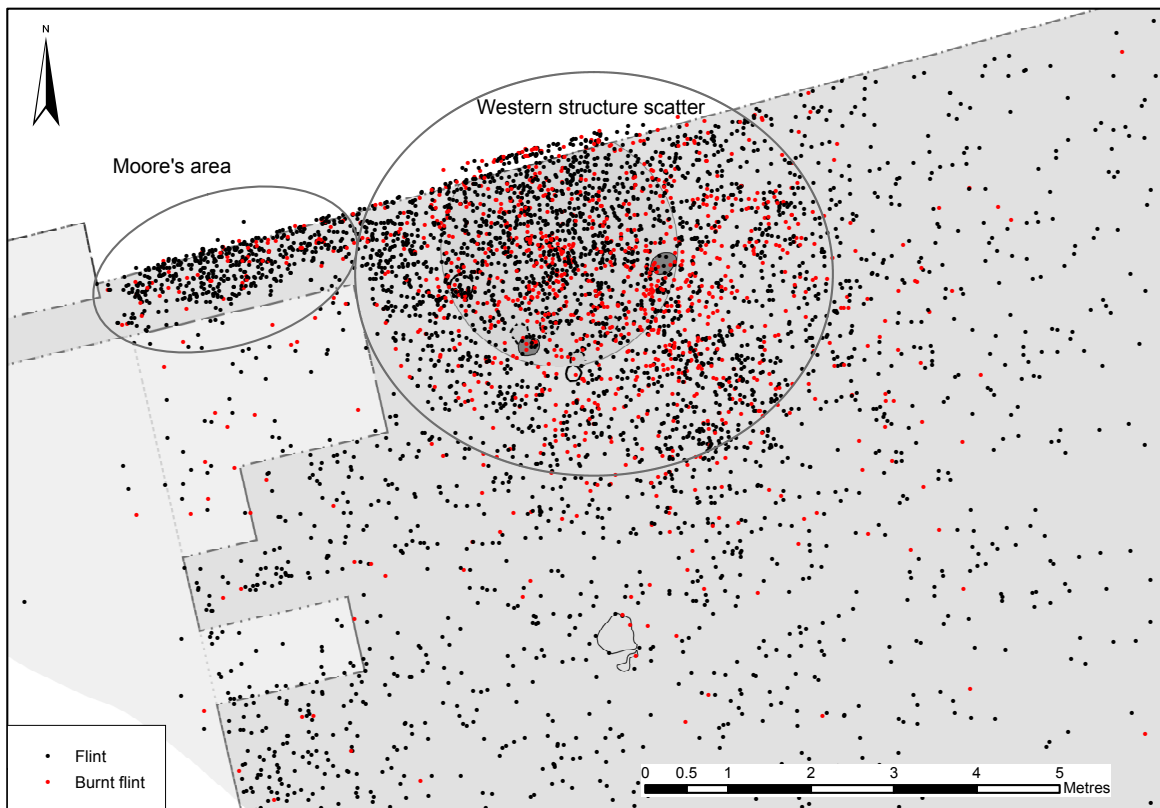 N
Western structure scatter
Moore's area
Flint
Burnt flint
0 0.5 1 2 3 4 5
Metres